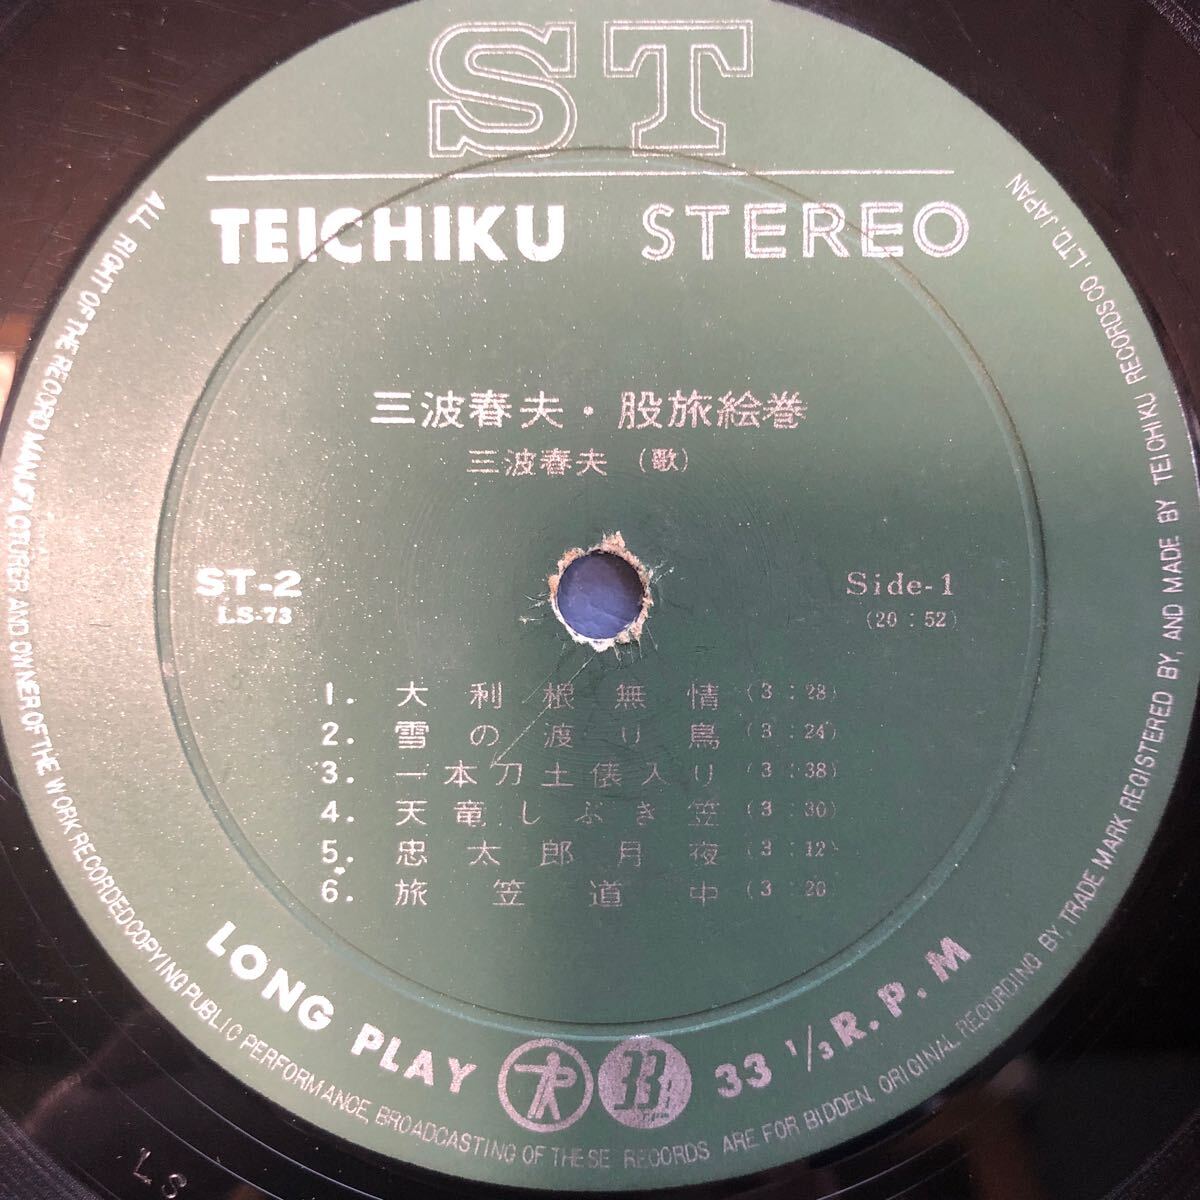 ST
TEICHIKU STEREO
三波春夫・股旅絵巻
三波春夫 (歌)
ST-2
LS-73
Side-1
(20:52)
1. 大利根無情 (3:28)
2. 雪の渡り鳥 (3:24)
3. 一本刀土俵入り (3:38)
4. 天竜しぶき笠 (3:30)
5. 忠太郎月夜 (3:12)
6. 旅笠道中 (3:20
LONG PLAY 33 1/3 R.P.M
ALL RIGHT OF THE RECORD MANUFACTURER AND OWNER OF THE WORK RECORDED COPYING PUBLIC PERFORMANCE, BROADCASTING OF THESE RECORDS ARE FOR BIDDEN. ORIGINAL RECORDING BY, TRADE MARK REGISTERED BY, AND MADE BY TEICHIKU RECORDS CO., LTD. JAPAN
LS